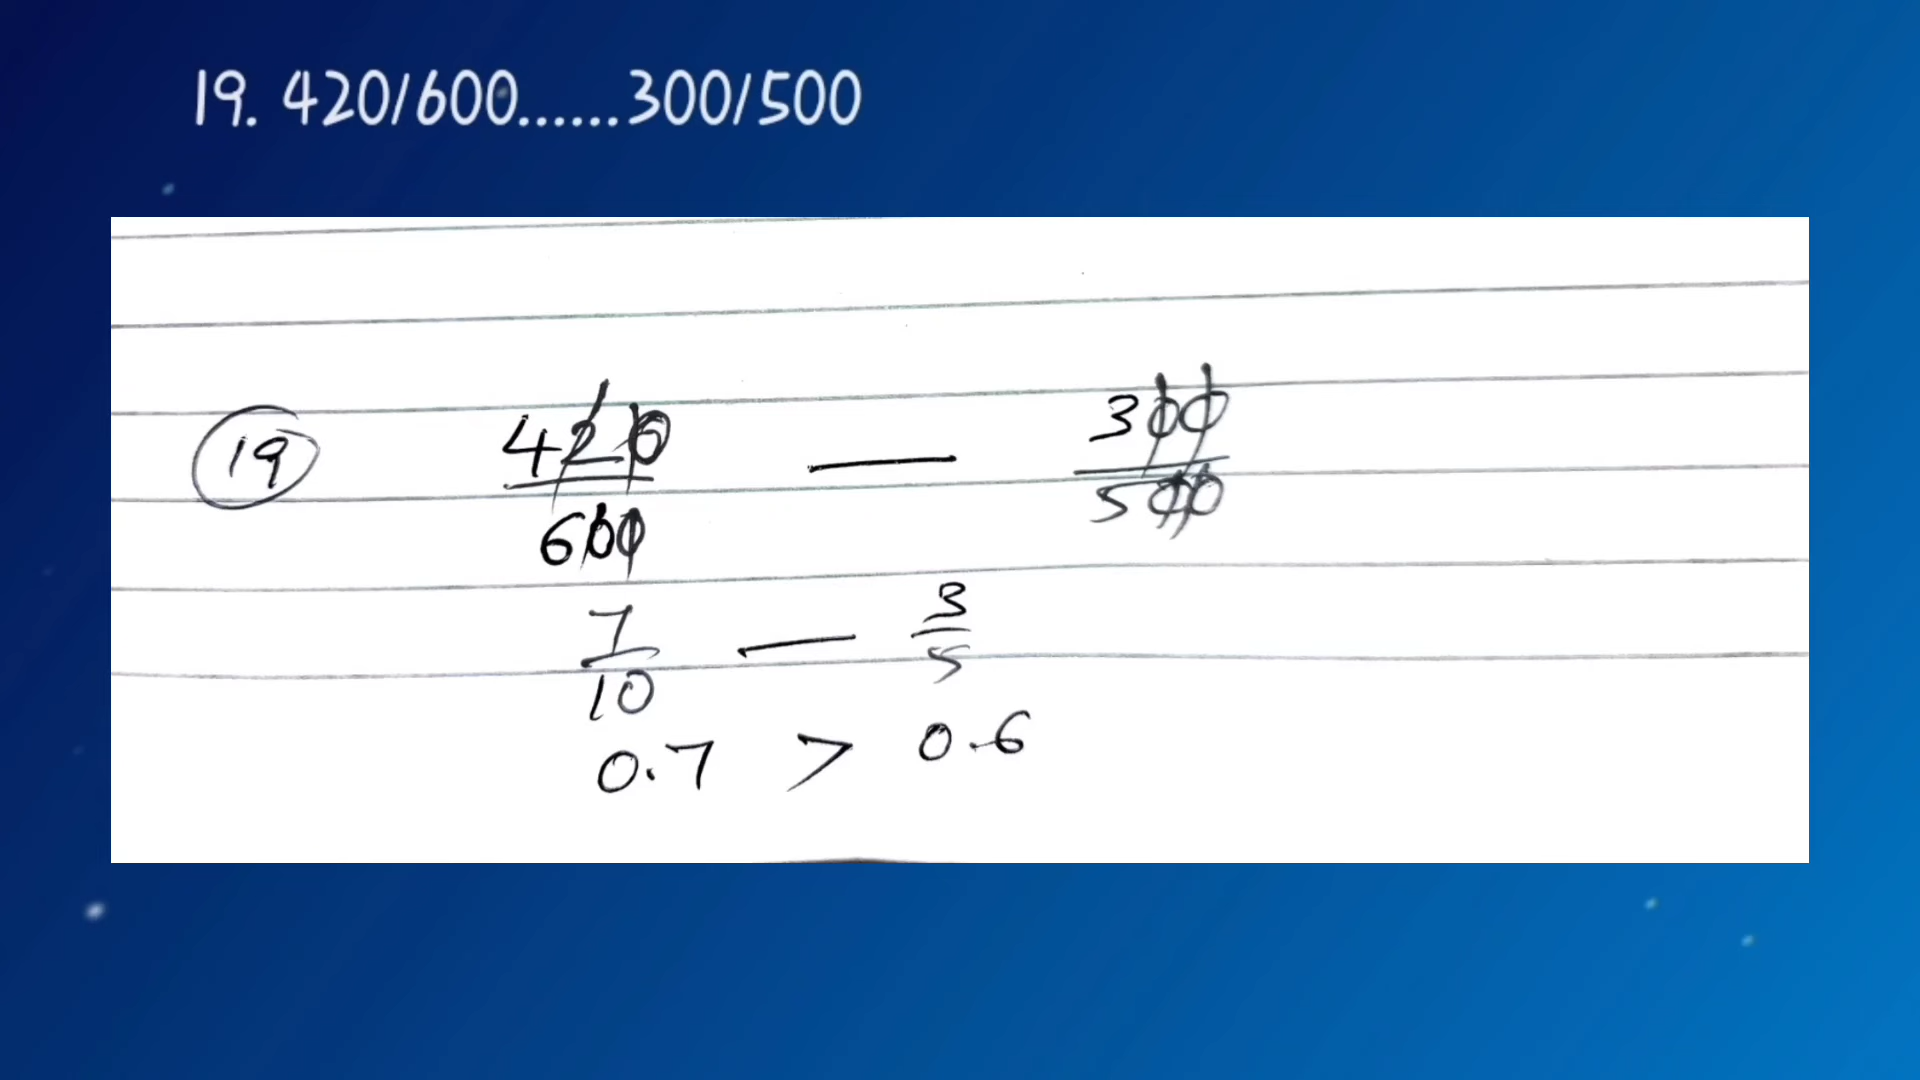 19. 420/600......300/500
19 420/600 — 300/500
7/10 — 3/5
0.7 > 0.6